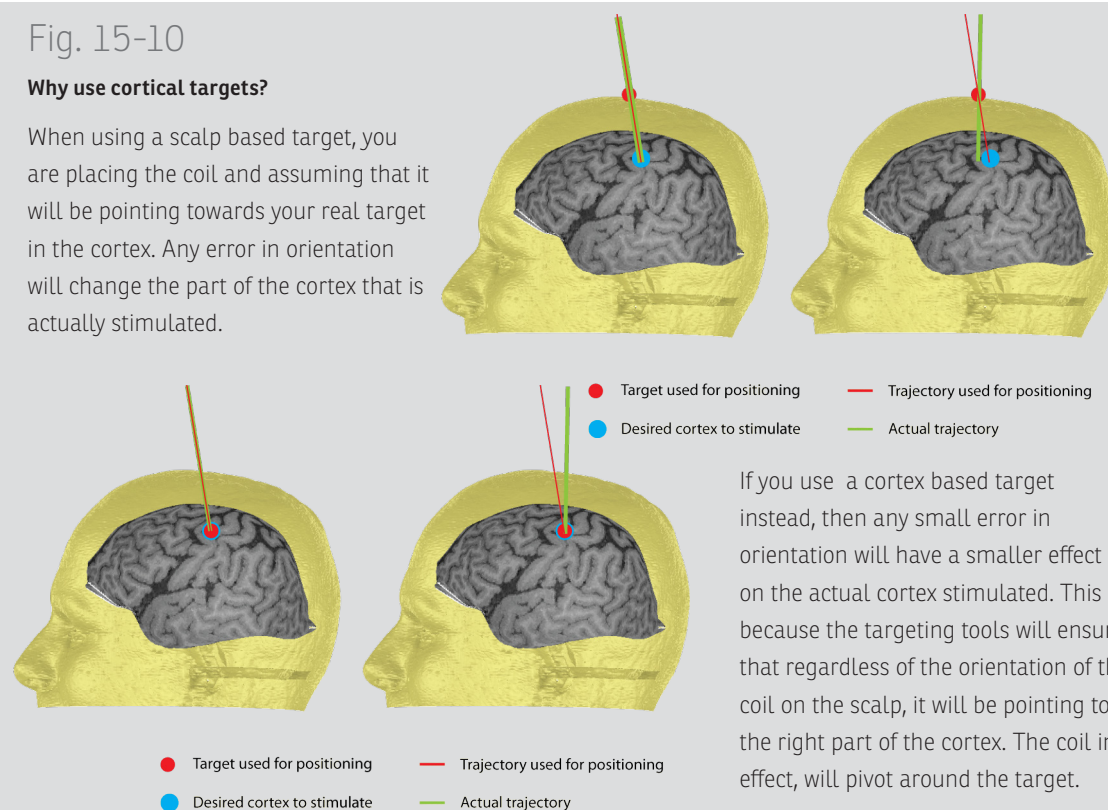 Fig. 15-10
Why use cortical targets?
When using a scalp based target, you
are placing the coil and assuming that it
will be pointing towards your real target
in the cortex. Any error in orientation
will change the part of the cortex that is
actually stimulated.
Target used for positioning
Trajectory used for positioning
Desired cortex to stimulate
Actual trajectory
If you use a cortex based target
instead, then any small error in
orientation will have a smaller effect
on the actual cortex stimulated. This
because the targeting tools will
that regardless of the orientation of
coil on the scalp, it will be pointing
the right part of the cortex. The coil
effect, will pivot around the target.
Target used for positioning
Trajectory used for positioning
Desired cortex to stimulate
Actual trajectory